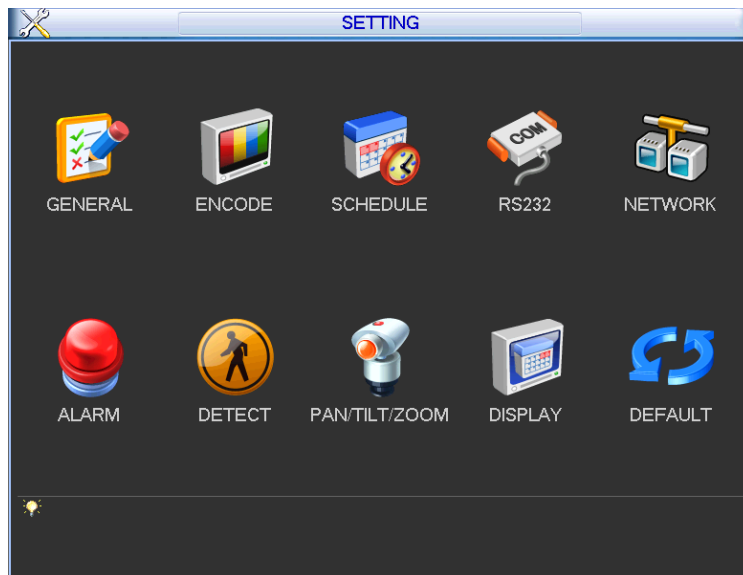 SETTING
COM
GENERAL ENCODE SCHEDULE RS232 NETWORK
ALARM DETECT PAN/TILT/ZOOM DISPLAY DEFAULT